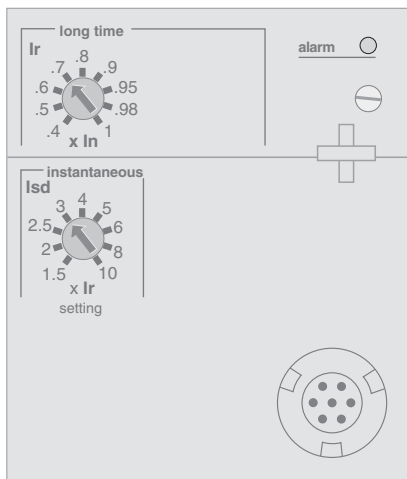 long time
Ir
alarm
.4
.5
.6
.7
.8
.9
.95
.98
1
x In
instantaneous
Isd
1.5
2
2.5
3
4
5
6
8
10
x Ir
setting